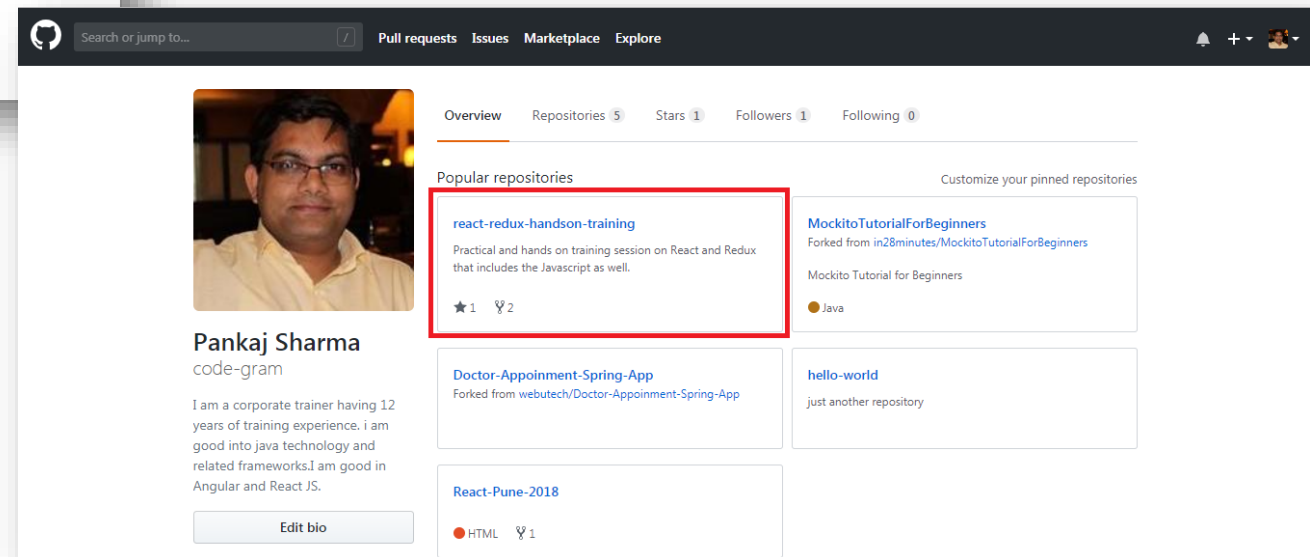 Search or jump to... /
Pull requests Issues Marketplace Explore
Overview Repositories 5 Stars 1 Followers 1 Following 0
Popular repositories
Customize your pinned repositories
react-redux-handson-training
Practical and hands on training session on React and Redux
that includes the Javascript as well.
1 2
MockitoTutorialForBeginners
Forked from in28minutes/MockitoTutorialForBeginners
Mockito Tutorial for Beginners
Java
Pankaj Sharma
code-gram
I am a corporate trainer having 12
years of training experience. i am
good into java technology and
related frameworks.I am good in
Angular and React JS.
Edit bio
Doctor-Appoinment-Spring-App
Forked from webutech/Doctor-Appoinment-Spring-App
hello-world
just another repository
React-Pune-2018
HTML 1